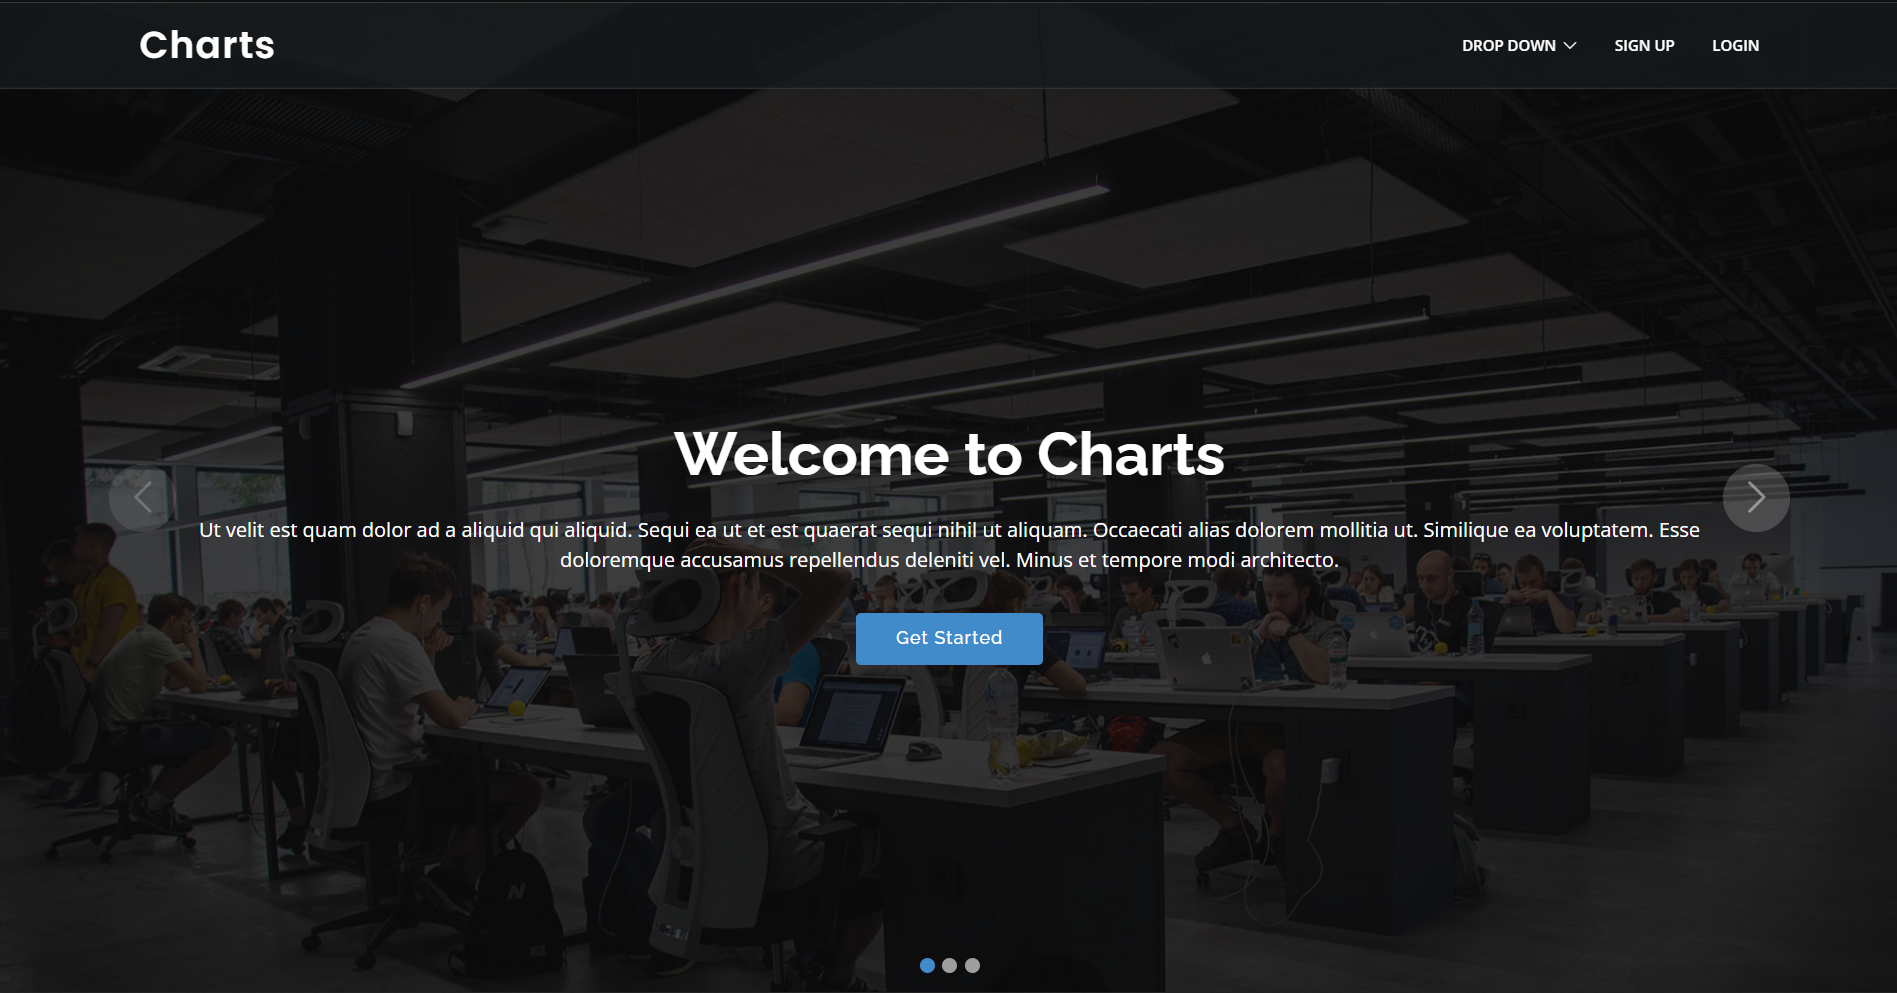 Charts
DROP DOWN
SIGN UP
LOGIN
Welcome to Charts
Ut velit est quam dolor ad a aliquid qui aliquid. Sequi ea ut et est quaerat sequi nihil ut aliquam. Occaecati alias dolorem mollitia ut. Similique ea voluptatem. Esse
doloremque accusamus repellendus deleniti vel. Minus et tempore modi architecto.
Get Started